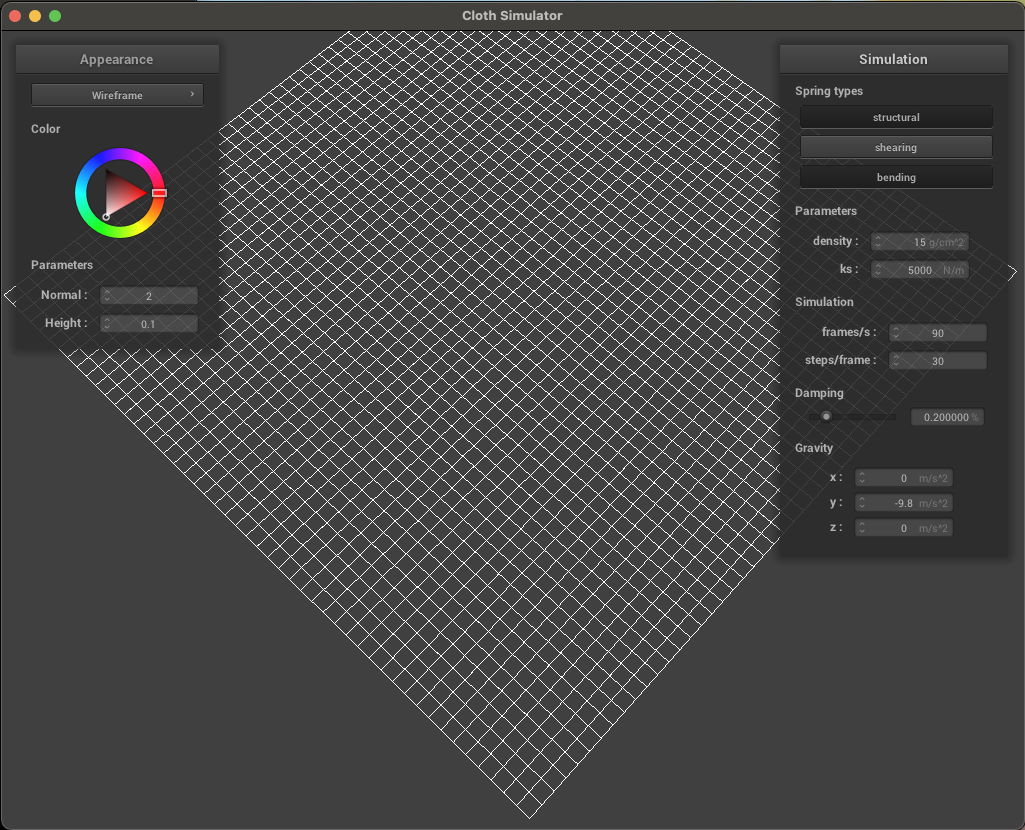 Cloth Simulator
Appearance
Wireframe
Color
Parameters
Normal : 2
Height : 0.1
Simulation
Spring types
structural
shearing
bending
Parameters
density : 15 g/cm^2
ks : 5000 N/m
Simulation
frames/s : 90
steps/frame : 30
Damping
0.200000 %
Gravity
x : 0 m/s^2
y : -9.8 m/s^2
z : 0 m/s^2